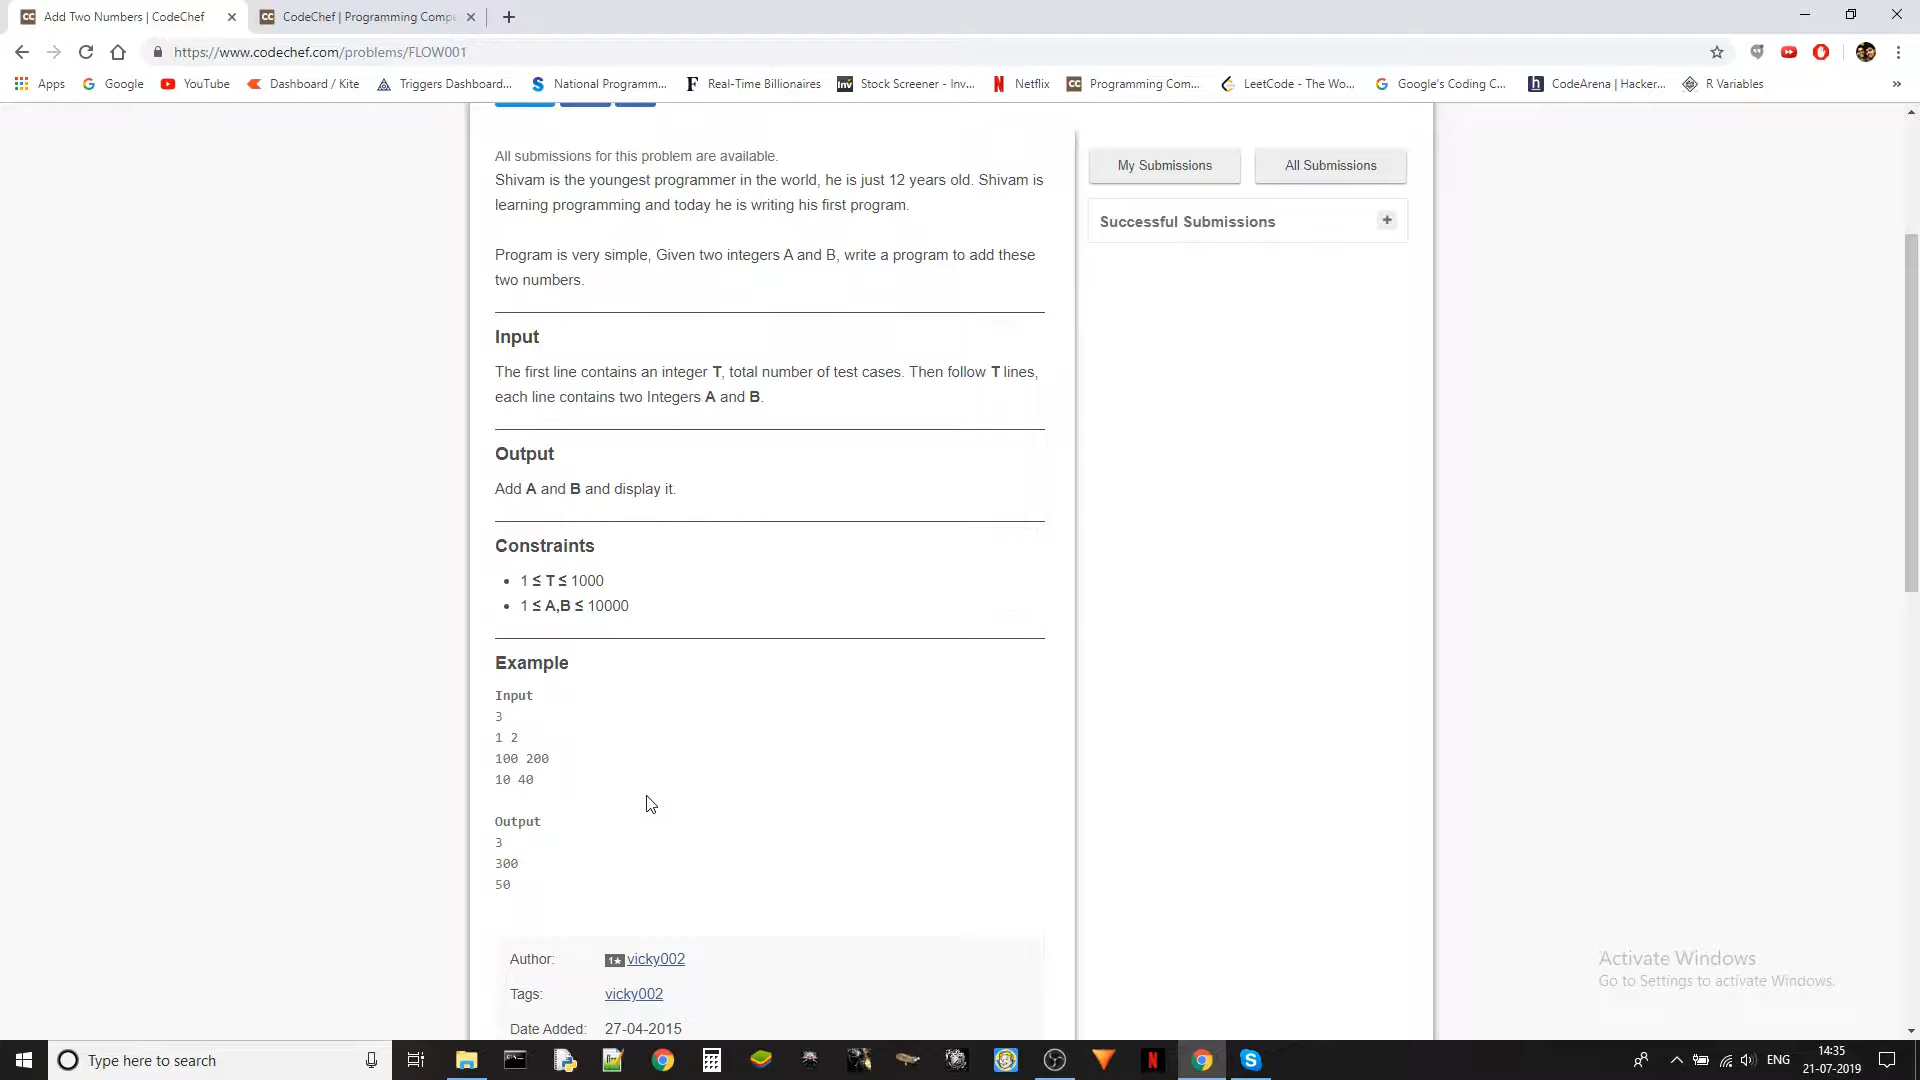 Add Two Numbers | CodeChef
CodeChef | Programming Compe
https://www.codechef.com/problems/FLOW001
Apps
Google
YouTube
Dashboard / Kite
Triggers Dashboard...
National Programm...
Real-Time Billionaires
Stock Screener - Inv...
Netflix
Programming Com...
LeetCode - The Wo...
Google's Coding C...
CodeArena | Hacker...
R Variables
»
All submissions for this problem are available.
Shivam is the youngest programmer in the world, he is just 12 years old. Shivam is
learning programming and today he is writing his first program.
Program is very simple, Given two integers A and B, write a program to add these
two numbers.
Input
The first line contains an integer T, total number of test cases. Then follow T lines,
each line contains two Integers A and B.
Output
Add A and B and display it.
Constraints
• 1 ≤ T ≤ 1000
• 1 ≤ A,B ≤ 10000
Example
Input
3
1 2
100 200
10 40
Output
3
300
50
Author: 1★ vicky002
Tags: vicky002
Date Added: 27-04-2015
My Submissions
All Submissions
Successful Submissions
+
Activate Windows
Go to Settings to activate Windows.
Type here to search
ENG
14:35
21-07-2019